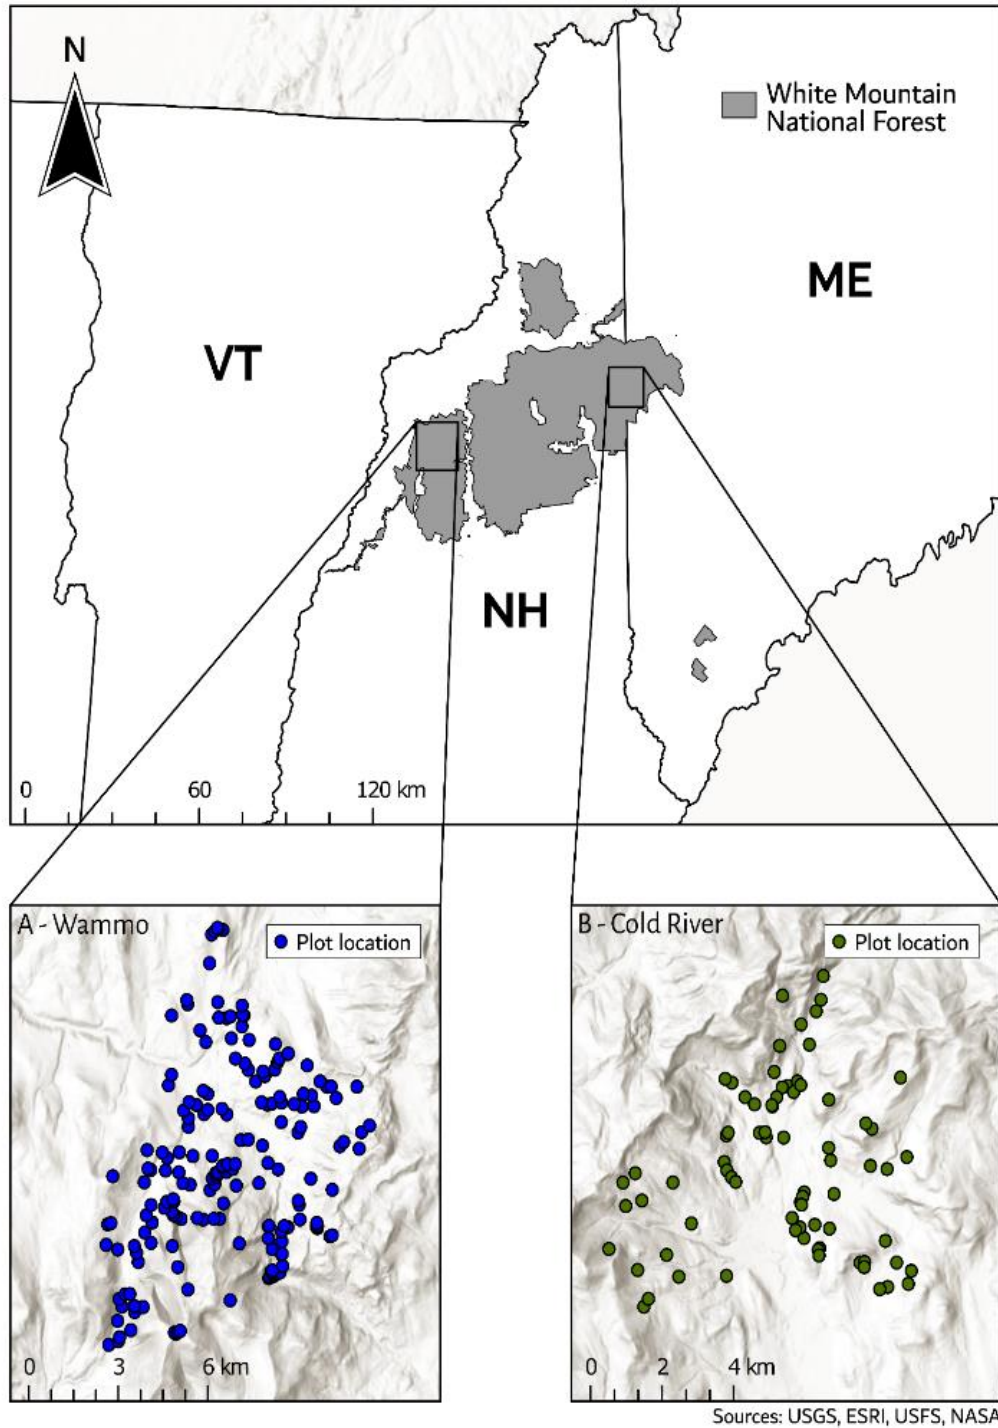 N
White Mountain
National Forest
ME
VT
NH
0 60 120 km
A - Wammo
Plot location
0 3 6 km
B - Cold River
Plot location
0 2 4 km
Sources: USGS, ESRI, USFS, NASA